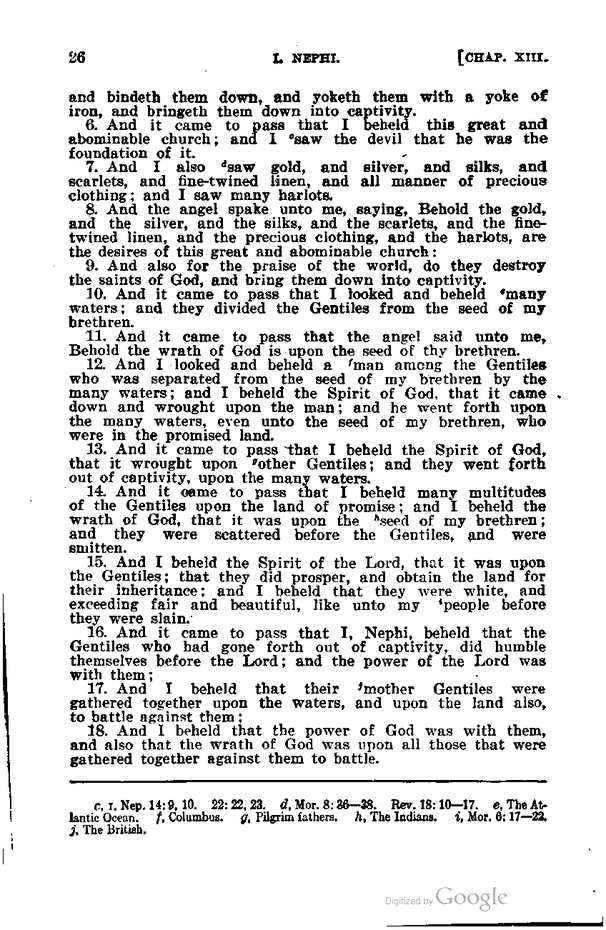 26 I. NEPHI. [CHAP. XIII.
and bindeth them down, and yoketh them with a yoke of
iron, and bringeth them down into captivity.
6. And it came to pass that I beheld this great and
abominable church; and I ᶜsaw the devil that he was the
foundation of it.
7. And I also ᵈsaw gold, and silver, and silks, and
scarlets, and fine-twined linen, and all manner of precious
clothing; and I saw many harlots.
8. And the angel spake unto me, saying, Behold the gold,
and the silver, and the silks, and the scarlets, and the fine-
twined linen, and the precious clothing, and the harlots, are
the desires of this great and abominable church:
9. And also for the praise of the world, do they destroy
the saints of God, and bring them down into captivity.
10. And it came to pass that I looked and beheld ᵉmany
waters; and they divided the Gentiles from the seed of my
brethren.
11. And it came to pass that the angel said unto me,
Behold the wrath of God is upon the seed of thy brethren.
12. And I looked and beheld a ᶠman among the Gentiles
who was separated from the seed of my brethren by the
many waters; and I beheld the Spirit of God, that it came
down and wrought upon the man; and he went forth upon
the many waters, even unto the seed of my brethren, who
were in the promised land.
13. And it came to pass that I beheld the Spirit of God,
that it wrought upon ᵍother Gentiles; and they went forth
out of captivity, upon the many waters.
14. And it came to pass that I beheld many multitudes
of the Gentiles upon the land of promise; and I beheld the
wrath of God, that it was upon the ʰseed of my brethren;
and they were scattered before the Gentiles, and were
smitten.
15. And I beheld the Spirit of the Lord, that it was upon
the Gentiles; that they did prosper, and obtain the land for
their inheritance; and I beheld that they were white, and
exceeding fair and beautiful, like unto my ⁱpeople before
they were slain.
16. And it came to pass that I, Nephi, beheld that the
Gentiles who had gone forth out of captivity, did humble
themselves before the Lord; and the power of the Lord was
with them;
17. And I beheld that their ʲmother Gentiles were
gathered together upon the waters, and upon the land also,
to battle against them;
18. And I beheld that the power of God was with them,
and also that the wrath of God was upon all those that were
gathered together against them to battle.
c, I. Nep. 14: 9, 10. 22: 22, 23. d, Mor. 8: 36—38. Rev. 18: 10—17. e, The At-
lantic Ocean. f, Columbus. g, Pilgrim fathers. h, The Indians. i, Mor. 6: 17—22.
j, The British.
Digitized by Google